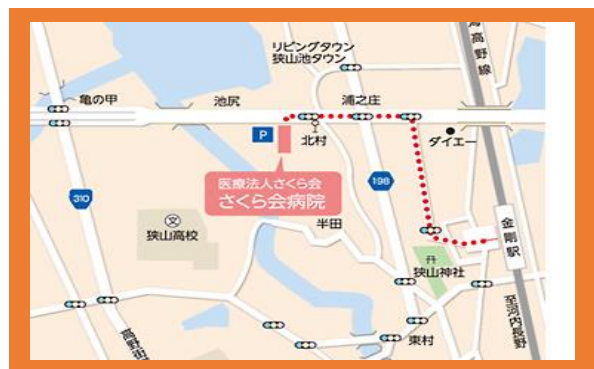 リビングタウン
狭山池タウン
高野線
亀の甲
池尻
浦之庄
P
北村
ダイエー
医療法人さくら会
さくら会病院
198
310
文
狭山高校
半田
金剛駅
狭山神社
至河内長野
東村
高野街